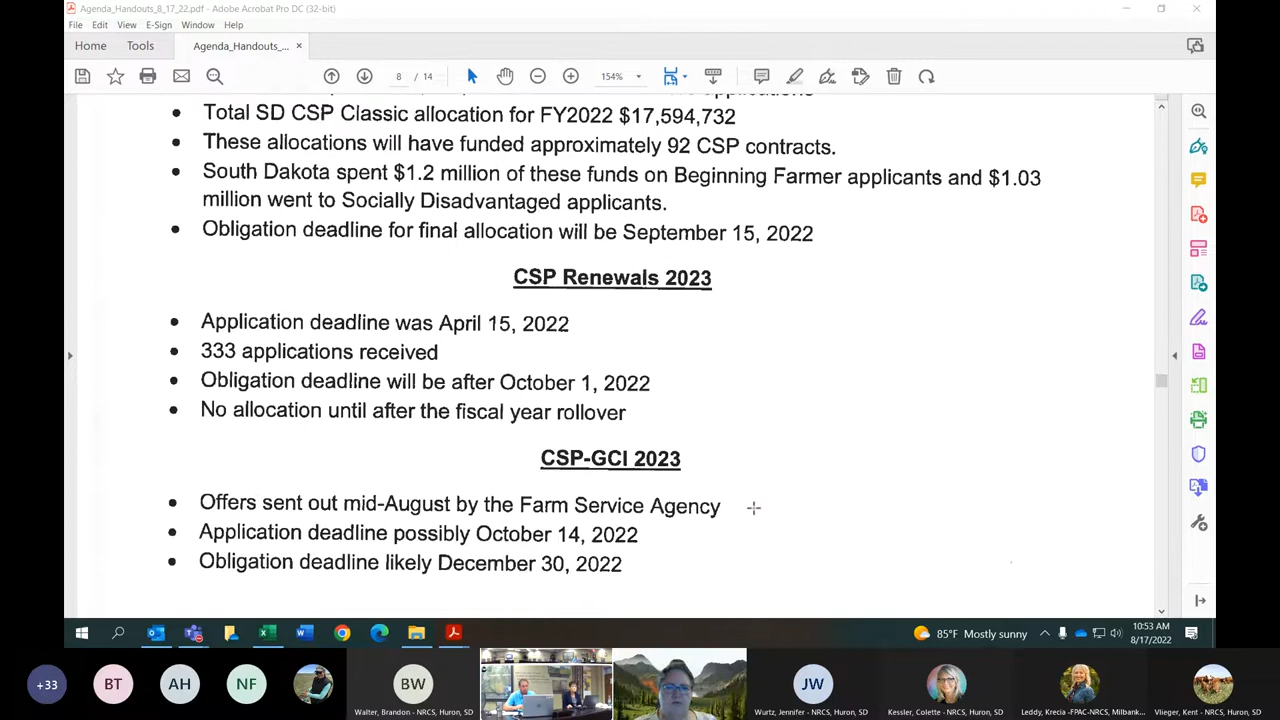 Agenda_Handouts_8_17_22.pdf - Adobe Acrobat Pro DC (32-bit)
File Edit View E-Sign Window Help
Home Tools Agenda_Handouts_... ×
8 / 14 154%
Total SD CSP Classic allocation for FY2022 $17,594,732
These allocations will have funded approximately 92 CSP contracts.
South Dakota spent $1.2 million of these funds on Beginning Farmer applicants and $1.03
million went to Socially Disadvantaged applicants.
Obligation deadline for final allocation will be September 15, 2022
CSP Renewals 2023
Application deadline was April 15, 2022
333 applications received
Obligation deadline will be after October 1, 2022
No allocation until after the fiscal year rollover
CSP-GCI 2023
Offers sent out mid-August by the Farm Service Agency
Application deadline possibly October 14, 2022
Obligation deadline likely December 30, 2022
85°F Mostly sunny
10:53 AM
8/17/2022
+33 BT AH NF BW JW
Walter, Brandon - NRCS, Huron, SD
Wurtz, Jennifer - NRCS, Huron, SD
Kessler, Colette - NRCS, Huron, SD
Leddy, Krecia - FPAC-NRCS, Milbank...
Vlieger, Kent - NRCS, Huron, SD